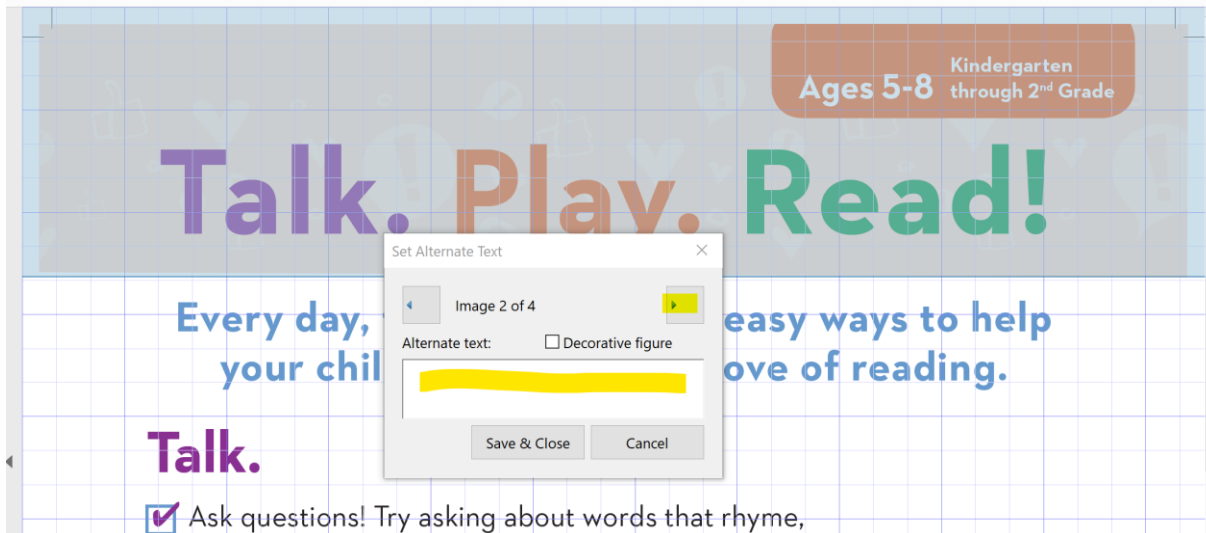 Ages 5-8
Kindergarten
through 2nd Grade
Talk. Play. Read!
Set Alternate Text
Image 2 of 4
Alternate text:
Decorative figure
Save & Close
Cancel
Every day,
easy ways to help
your chil
ove of reading.
Talk.
Ask questions! Try asking about words that rhyme,